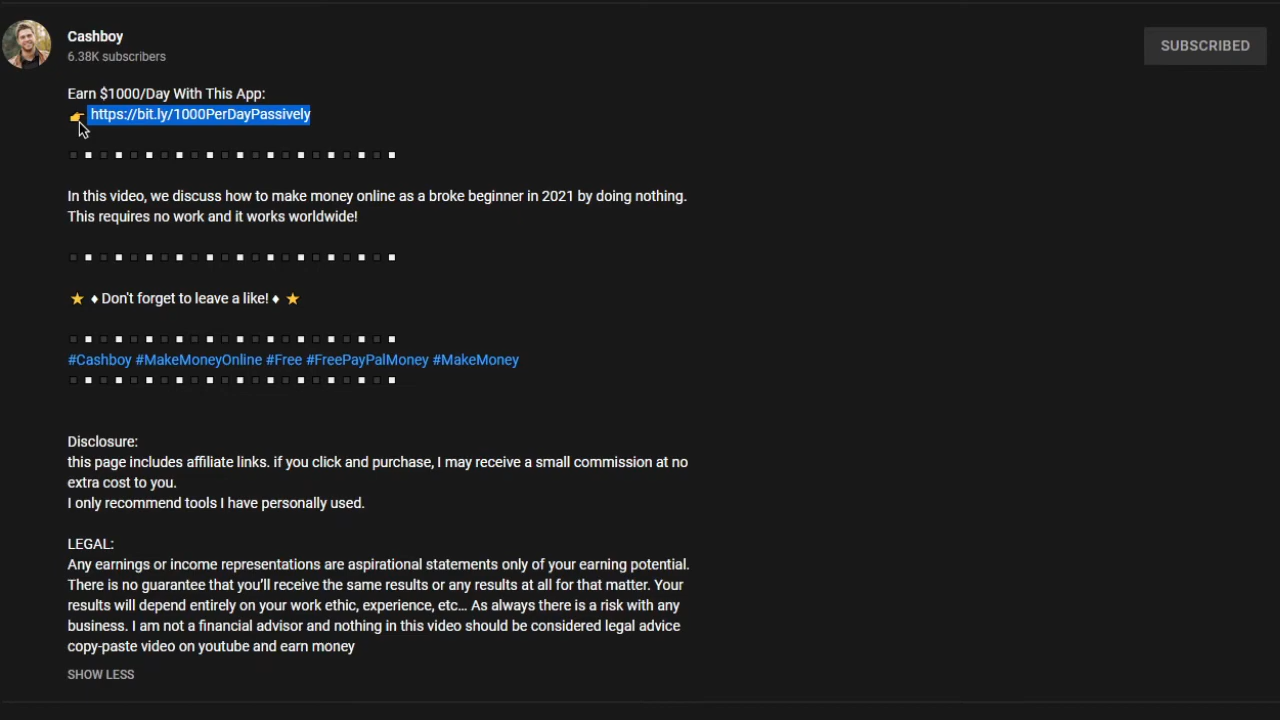 Cashboy
6.38K subscribers
SUBSCRIBED
Earn $1000/Day With This App:
👉 https://bit.ly/1000PerDayPassively
In this video, we discuss how to make money online as a broke beginner in 2021 by doing nothing.
This requires no work and it works worldwide!
★ ♦ Don't forget to leave a like! ♦ ★
#Cashboy #MakeMoneyOnline #Free #FreePayPalMoney #MakeMoney
Disclosure:
this page includes affiliate links. if you click and purchase, I may receive a small commission at no
extra cost to you.
I only recommend tools I have personally used.
LEGAL:
Any earnings or income representations are aspirational statements only of your earning potential.
There is no guarantee that you’ll receive the same results or any results at all for that matter. Your
results will depend entirely on your work ethic, experience, etc… As always there is a risk with any
business. I am not a financial advisor and nothing in this video should be considered legal advice
copy-paste video on youtube and earn money
SHOW LESS